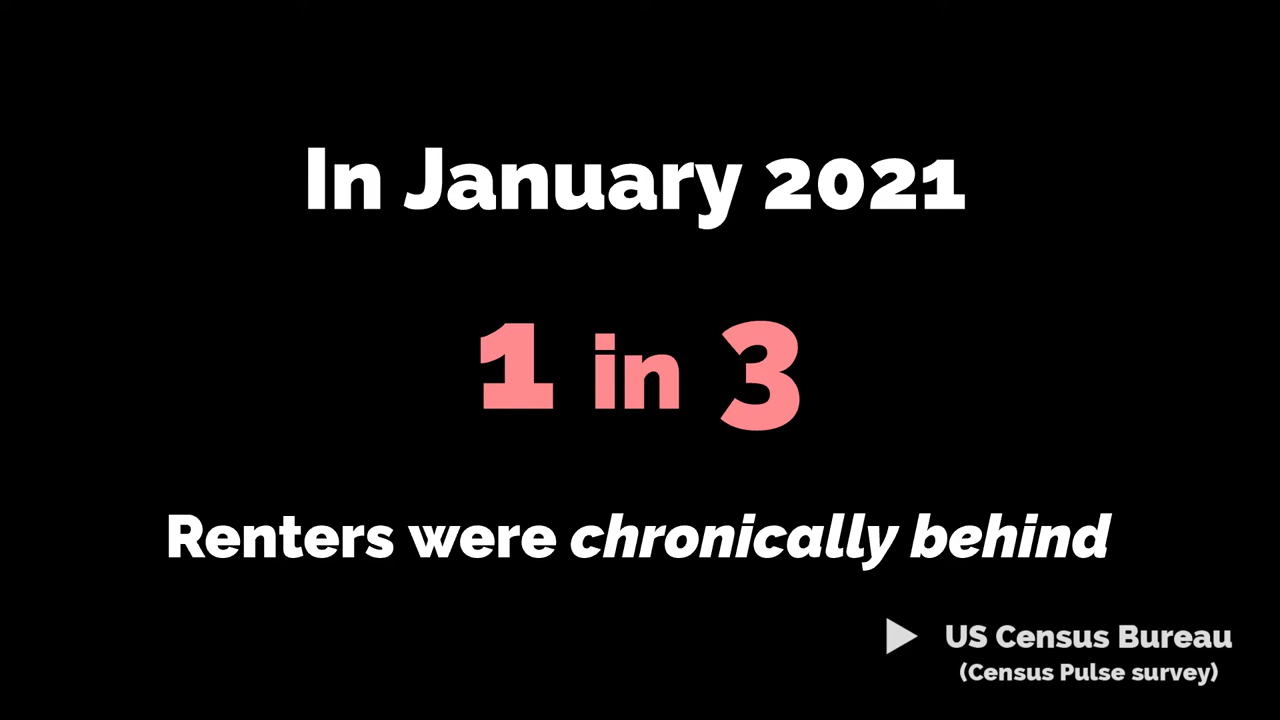 In January 2021
1 in 3
Renters were chronically behind
US Census Bureau
(Census Pulse survey)